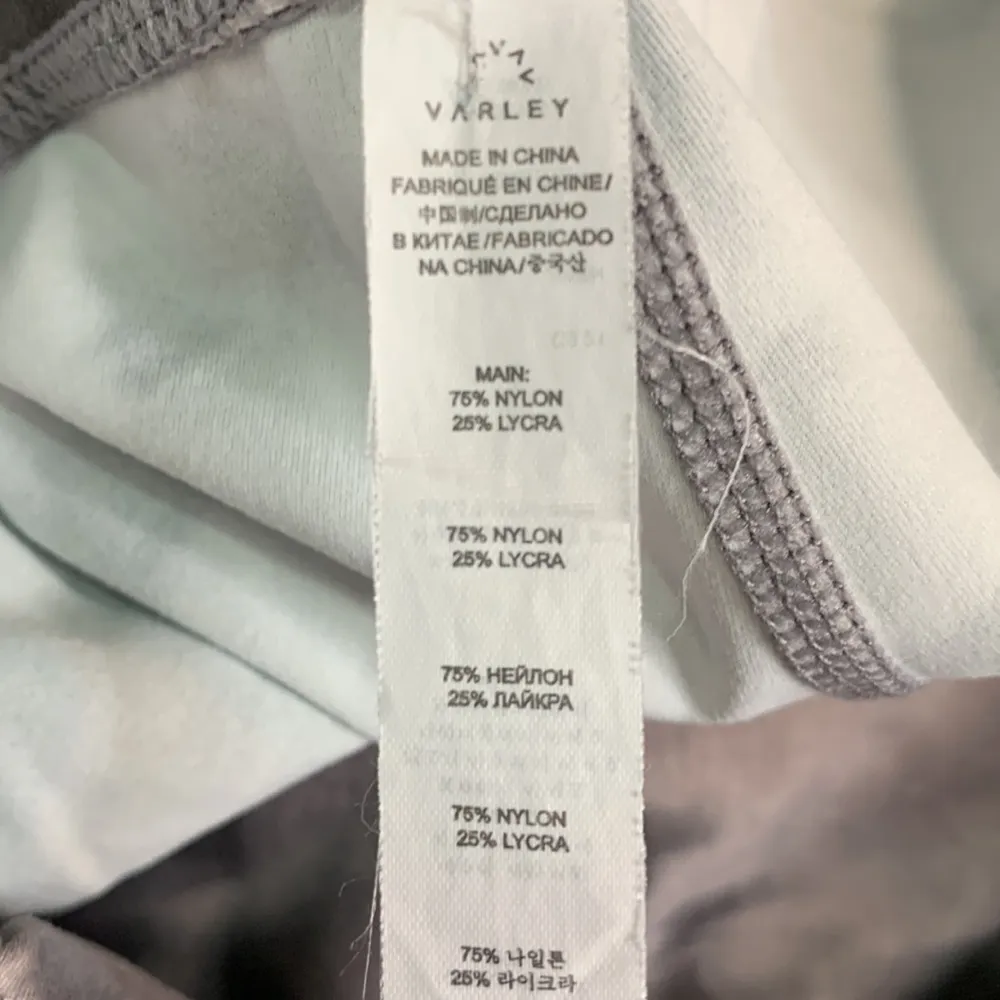 VARLEY
MADE IN CHINA
FABRIQUÉ EN CHINE/
中国制/СДЕЛАНО
В КИТАЕ/FABRICADO
NA CHINA/중국산
MAIN:
75% NYLON
25% LYCRA
75% NYLON
25% LYCRA
75% НЕЙЛОН
25% ЛАЙКРА
75% NYLON
25% LYCRA
75% 나일론
25% 라이크라